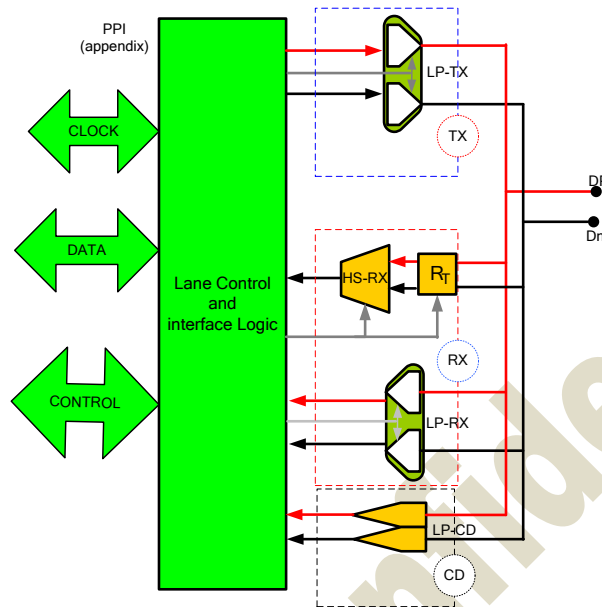 PPI
(appendix)
LP-TX
TX
CLOCK
DATA
Lane Control
and
interface Logic
HS-RX
RT
RX
CONTROL
LP-RX
LP-CD
CD